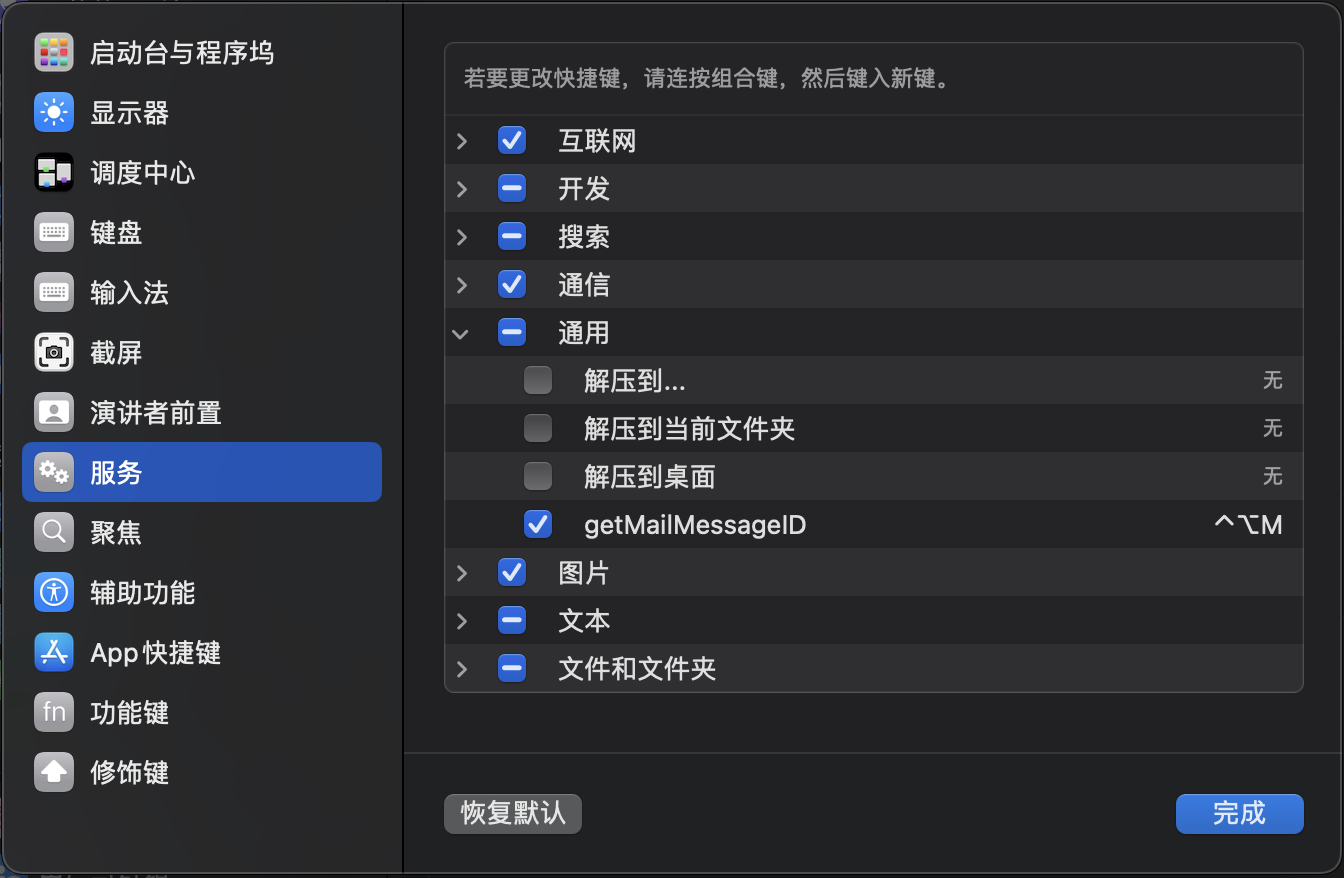 启动台与程序坞
显示器
调度中心
键盘
输入法
截屏
演讲者前置
服务
聚焦
辅助功能
App快捷键
fn 功能键
修饰键
若要更改快捷键，请连按组合键，然后键入新键。
互联网
开发
搜索
通信
通用
解压到... 无
解压到当前文件夹 无
解压到桌面 无
getMailMessageID ^⌥M
图片
文本
文件和文件夹
恢复默认 完成